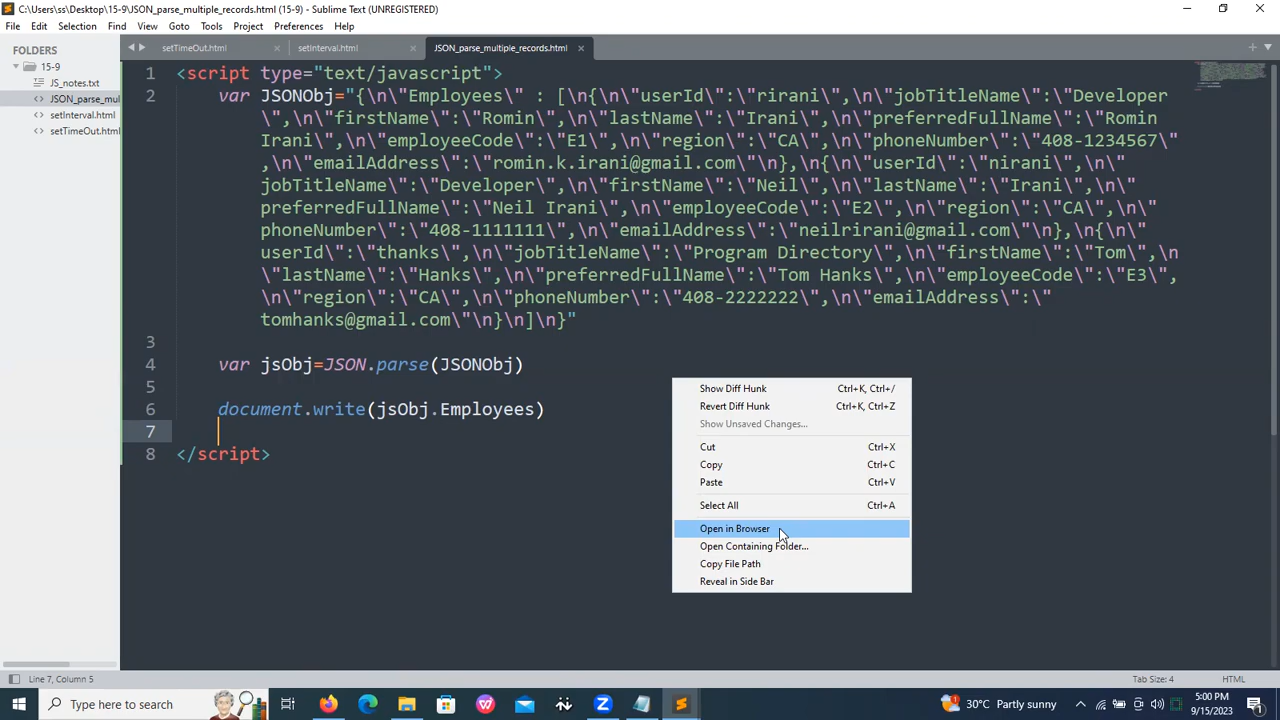 C:\Users\ss\Desktop\15-9\JSON_parse_multiple_records.html (15-9) - Sublime Text (UNREGISTERED)
File Edit Selection Find View Goto Tools Project Preferences Help
FOLDERS
15-9
JS_notes.txt
JSON_parse_mul
setInterval.html
setTimeOut.html
setTimeOut.html setInterval.html JSON_parse_multiple_records.html
1 <script type="text/javascript">
2 var JSONObj="{\n\"Employees\" : [\n{\n\"userId\":\"rirani\",\n\"jobTitleName\":\"Developer
\",\n\"firstName\":\"Romin\",\n\"lastName\":\"Irani\",\n\"preferredFullName\":\"Romin
Irani\",\n\"employeeCode\":\"E1\",\n\"region\":\"CA\",\n\"phoneNumber\":\"408-1234567\"
,\n\"emailAddress\":\"romin.k.irani@gmail.com\"\n},\n{\n\"userId\":\"nirani\",\n\"
jobTitleName\":\"Developer\",\n\"firstName\":\"Neil\",\n\"lastName\":\"Irani\",\n\"
preferredFullName\":\"Neil Irani\",\n\"employeeCode\":\"E2\",\n\"region\":\"CA\",\n\"
phoneNumber\":\"408-1111111\",\n\"emailAddress\":\"neilrirani@gmail.com\"\n},\n{\n\"
userId\":\"thanks\",\n\"jobTitleName\":\"Program Directory\",\n\"firstName\":\"Tom\",\n
\"lastName\":\"Hanks\",\n\"preferredFullName\":\"Tom Hanks\",\n\"employeeCode\":\"E3\",
\n\"region\":\"CA\",\n\"phoneNumber\":\"408-2222222\",\n\"emailAddress\":\"
tomhanks@gmail.com\"\n}\n]\n}"
3
4 var jsObj=JSON.parse(JSONObj)
5
6 document.write(jsObj.Employees)
7
8 </script>
Show Diff Hunk Ctrl+K, Ctrl+/
Revert Diff Hunk Ctrl+K, Ctrl+Z
Show Unsaved Changes...
Cut Ctrl+X
Copy Ctrl+C
Paste Ctrl+V
Select All Ctrl+A
Open in Browser
Open Containing Folder...
Copy File Path
Reveal in Side Bar
Line 7, Column 5 Tab Size: 4 HTML
Type here to search 30°C Partly sunny 5:00 PM
9/15/2023